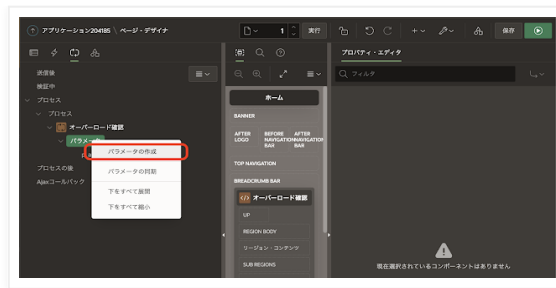 アプリケーション204185 \ ページ・デザイナ
1
実行
保存
送信後
検証中
プロセス
プロセス
オーバーロード確認
パラメータ
パラメータの作成
パラメータの同期
下をすべて展開
下をすべて縮小
プロセスの後
Ajaxコールバック
ホーム
BANNER
AFTER LOGO
BEFORE NAVIGATION BAR
AFTER NAVIGATION BAR
TOP NAVIGATION
BREADCRUMB BAR
オーバーロード確認
UP
REGION BODY
リージョン・コンテンツ
SUB REGIONS
プロパティ・エディタ
フィルタ
現在選択されているコンポーネントはありません